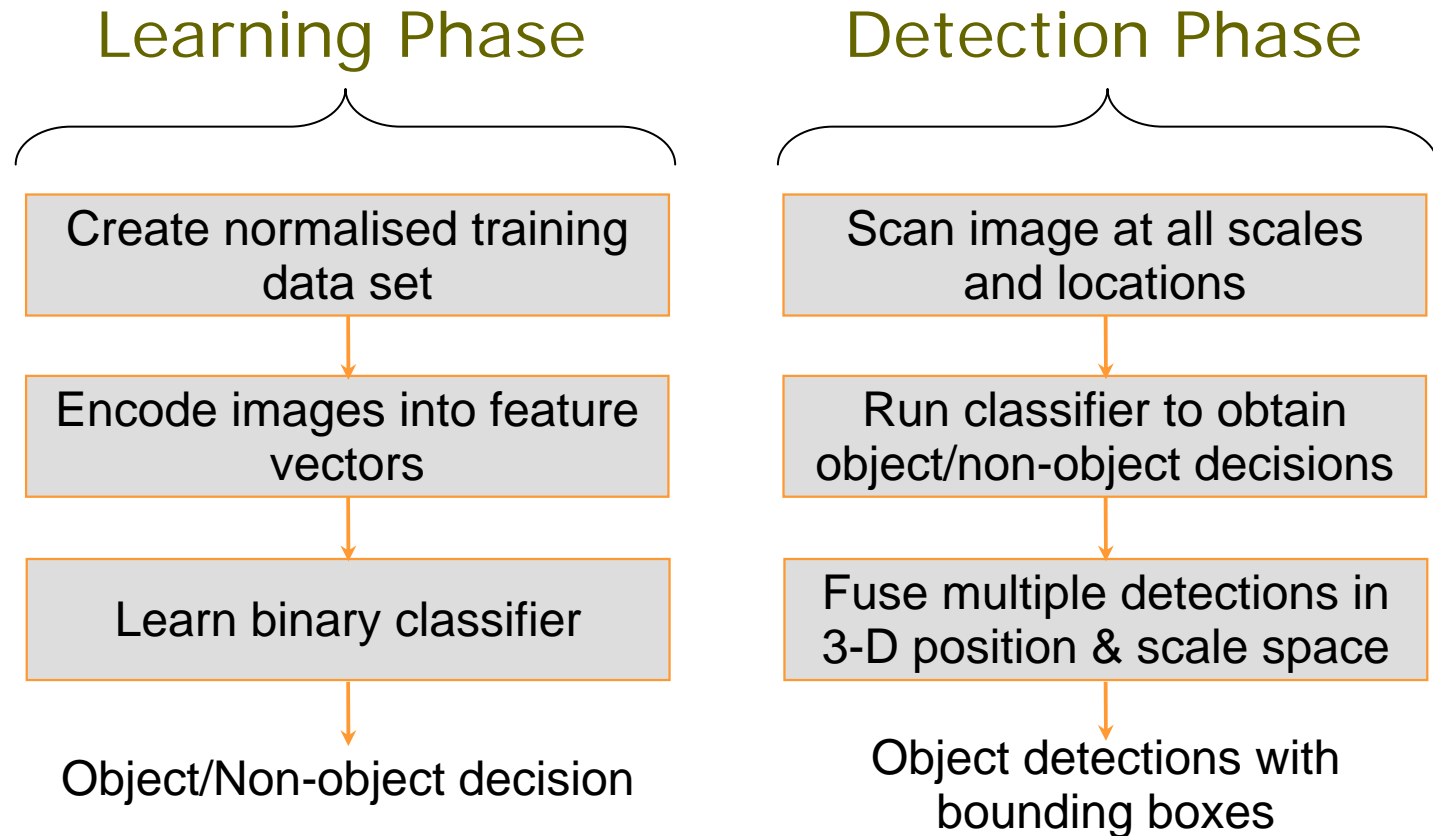 Learning Phase
Create normalised training
data set
Encode images into feature
vectors
Learn binary classifier
Object/Non-object decision
Detection Phase
Scan image at all scales
and locations
Run classifier to obtain
object/non-object decisions
Fuse multiple detections in
3-D position & scale space
Object detections with
bounding boxes